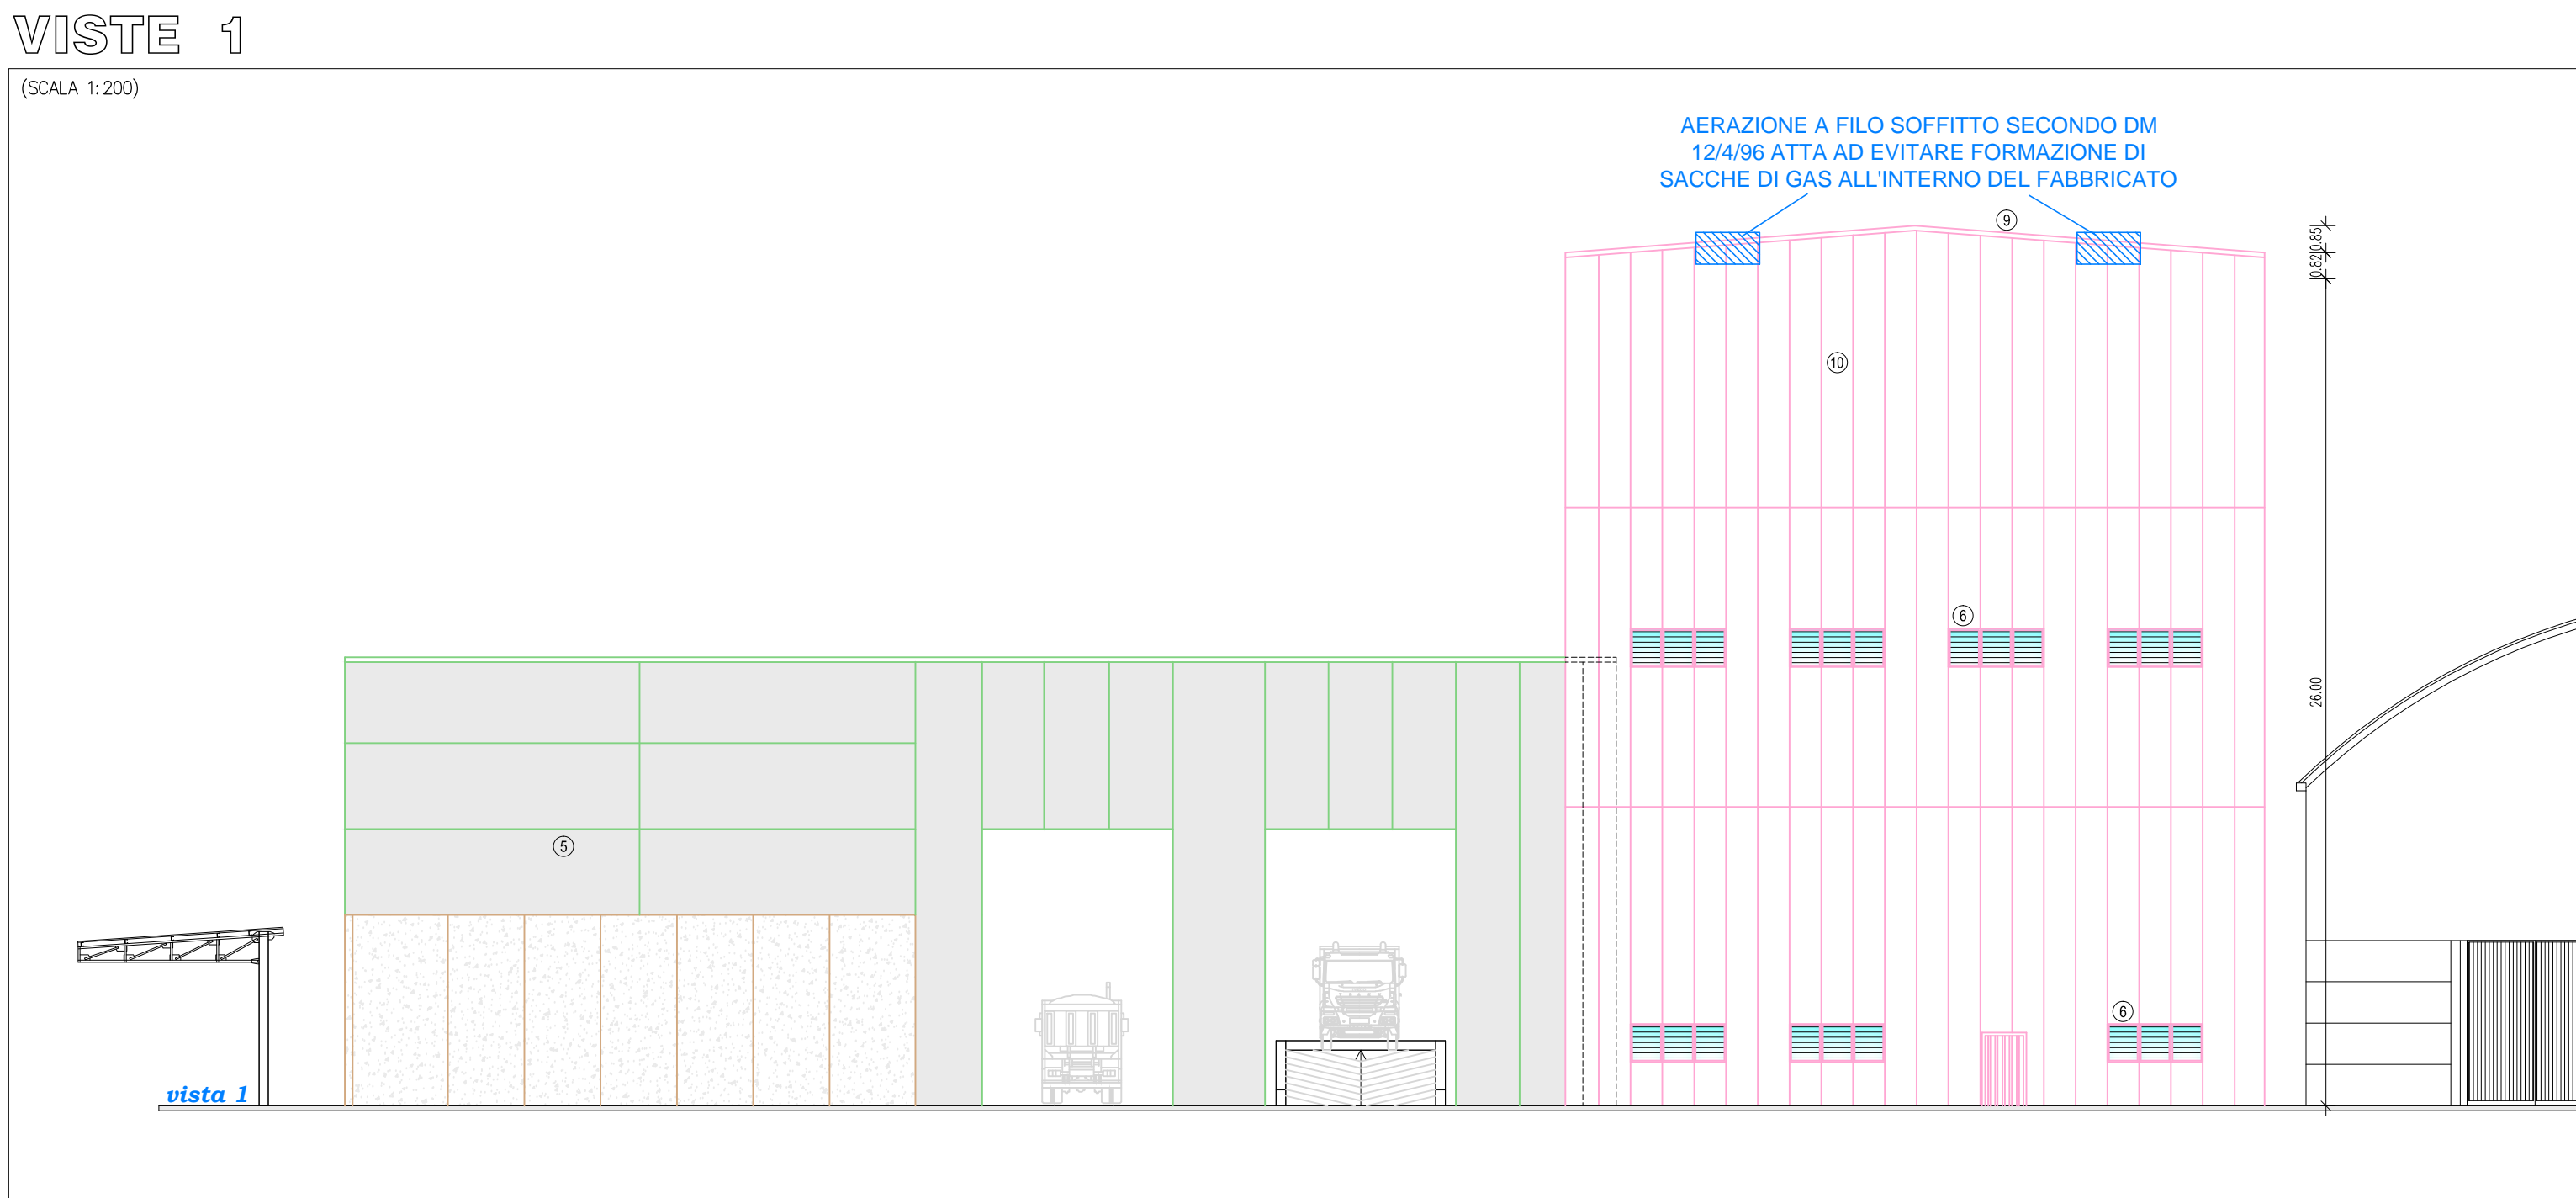 VISTE 1
(SCALA 1:200)
AERAZIONE A FILO SOFFITTO SECONDO DM
12/4/96 ATTA AD EVITARE FORMAZIONE DI
SACCHE DI GAS ALL'INTERNO DEL FABBRICATO
9
0.85
0.82
10
6
26.00
5
6
vista 1